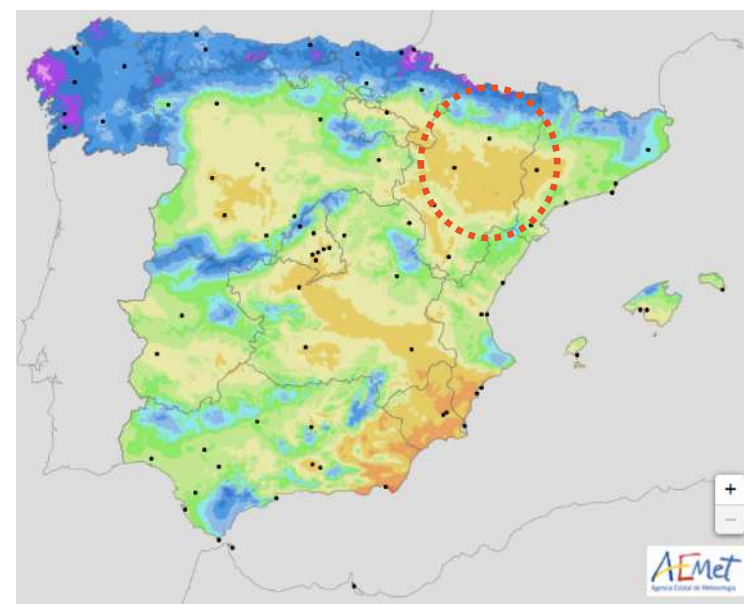 +
−
AEMet
Agencia Estatal de Meteorología